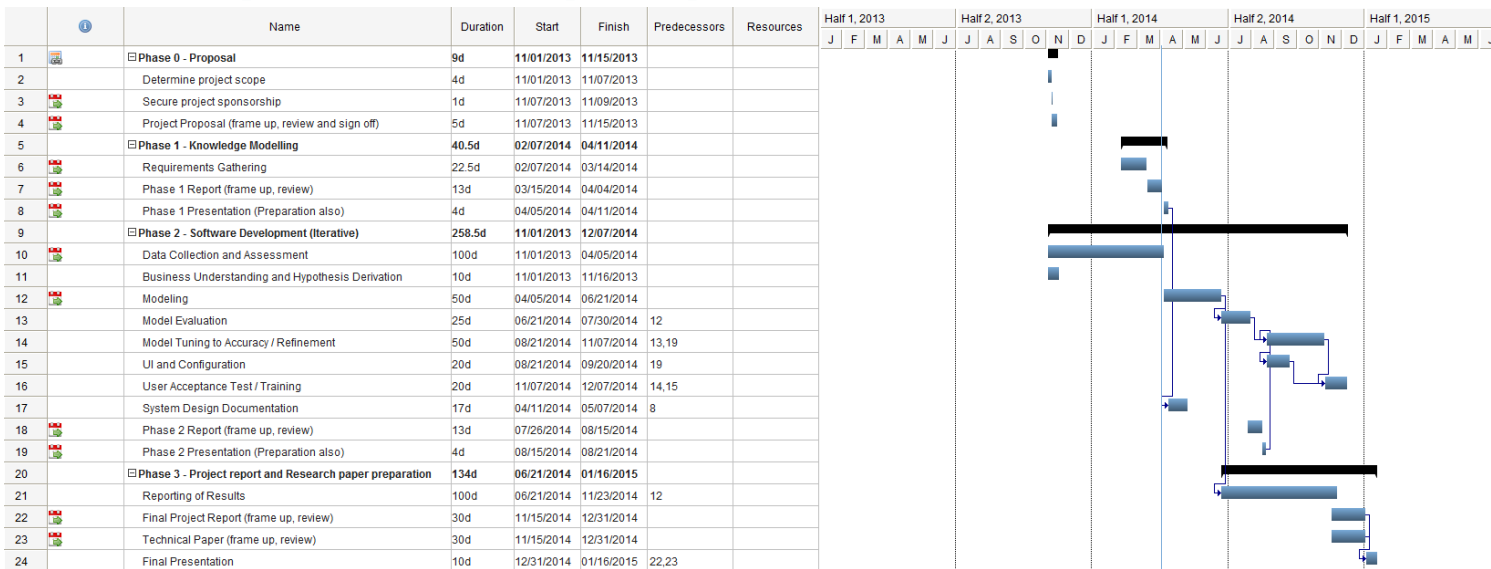 Name Duration Start Finish Predecessors Resources Half 1, 2013 Half 2, 2013 Half 1, 2014 Half 2, 2014 Half 1, 2015
J F M A M J J A S O N D J F M A M J J A S O N D J F M A M J
1 Phase 0 - Proposal 9d 11/01/2013 11/15/2013
2 Determine project scope 4d 11/01/2013 11/07/2013
3 Secure project sponsorship 1d 11/07/2013 11/09/2013
4 Project Proposal (frame up, review and sign off) 5d 11/07/2013 11/15/2013
5 Phase 1 - Knowledge Modelling 40.5d 02/07/2014 04/11/2014
6 Requirements Gathering 22.5d 02/07/2014 03/14/2014
7 Phase 1 Report (frame up, review) 13d 03/15/2014 04/04/2014
8 Phase 1 Presentation (Preparation also) 4d 04/05/2014 04/11/2014
9 Phase 2 - Software Development (Iterative) 258.5d 11/01/2013 12/07/2014
10 Data Collection and Assessment 100d 11/01/2013 04/05/2014
11 Business Understanding and Hypothesis Derivation 10d 11/01/2013 11/16/2013
12 Modeling 50d 04/05/2014 06/21/2014
13 Model Evaluation 25d 06/21/2014 07/30/2014 12
14 Model Tuning to Accuracy / Refinement 50d 08/21/2014 11/07/2014 13,19
15 UI and Configuration 20d 08/21/2014 09/20/2014 19
16 User Acceptance Test / Training 20d 11/07/2014 12/07/2014 14,15
17 System Design Documentation 17d 04/11/2014 05/07/2014 8
18 Phase 2 Report (frame up, review) 13d 07/26/2014 08/15/2014
19 Phase 2 Presentation (Preparation also) 4d 08/15/2014 08/21/2014
20 Phase 3 - Project report and Research paper preparation 134d 06/21/2014 01/16/2015
21 Reporting of Results 100d 06/21/2014 11/23/2014 12
22 Final Project Report (frame up, review) 30d 11/15/2014 12/31/2014
23 Technical Paper (frame up, review) 30d 11/15/2014 12/31/2014
24 Final Presentation 10d 12/31/2014 01/16/2015 22,23